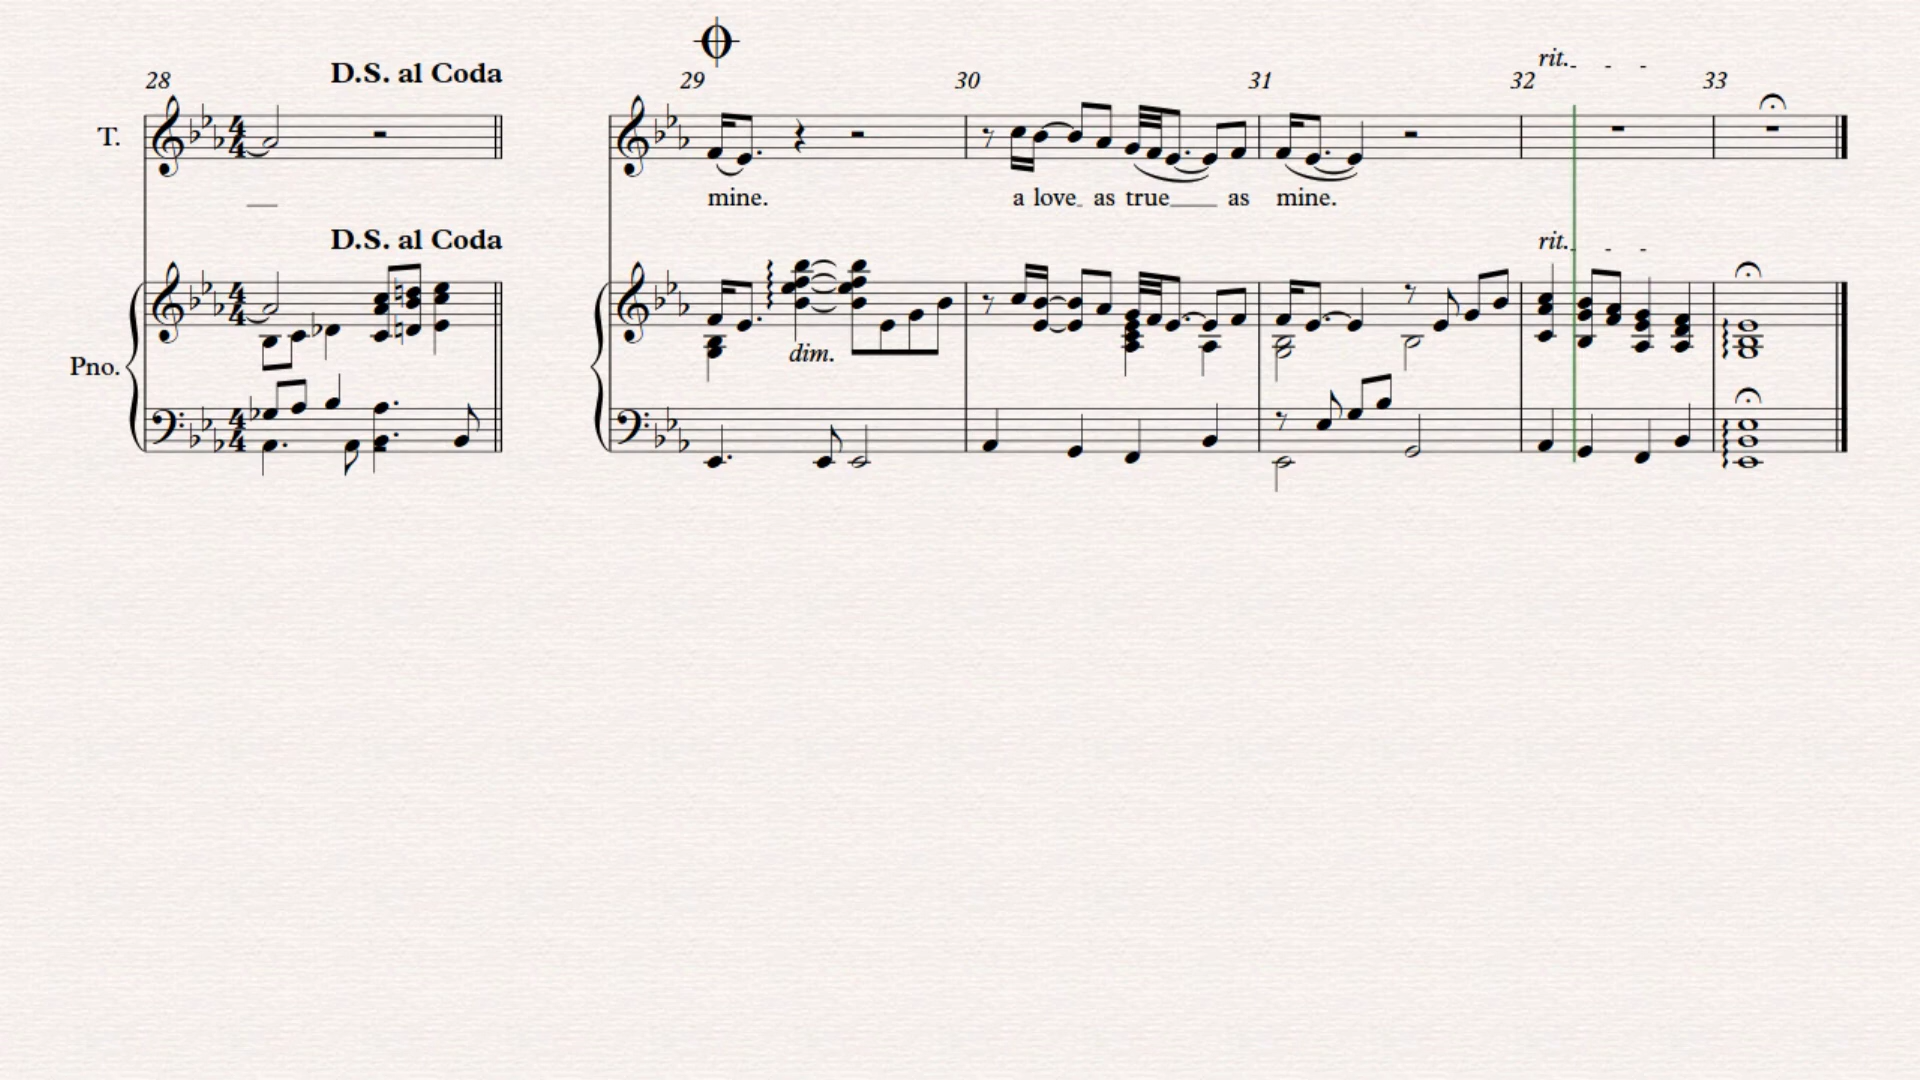 rit.
D.S. al Coda
28 29 30 31 32 33
T.
mine. a love as true as mine.
D.S. al Coda rit.
dim.
Pno.